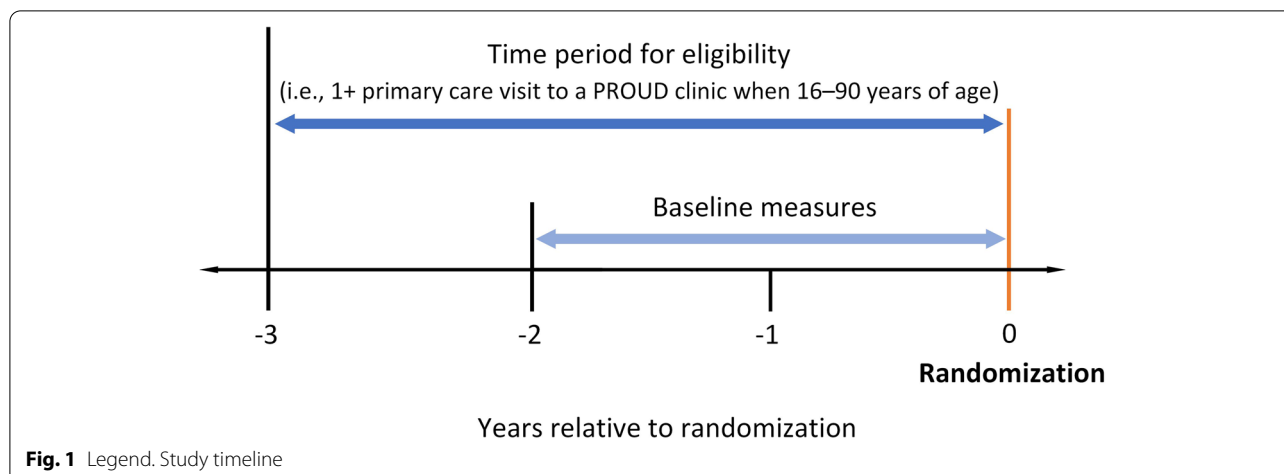 Time period for eligibility
(i.e., 1+ primary care visit to a PROUD clinic when 16–90 years of age)
Baseline measures
-3 -2 -1 0
Randomization
Years relative to randomization
Fig. 1 Legend. Study timeline